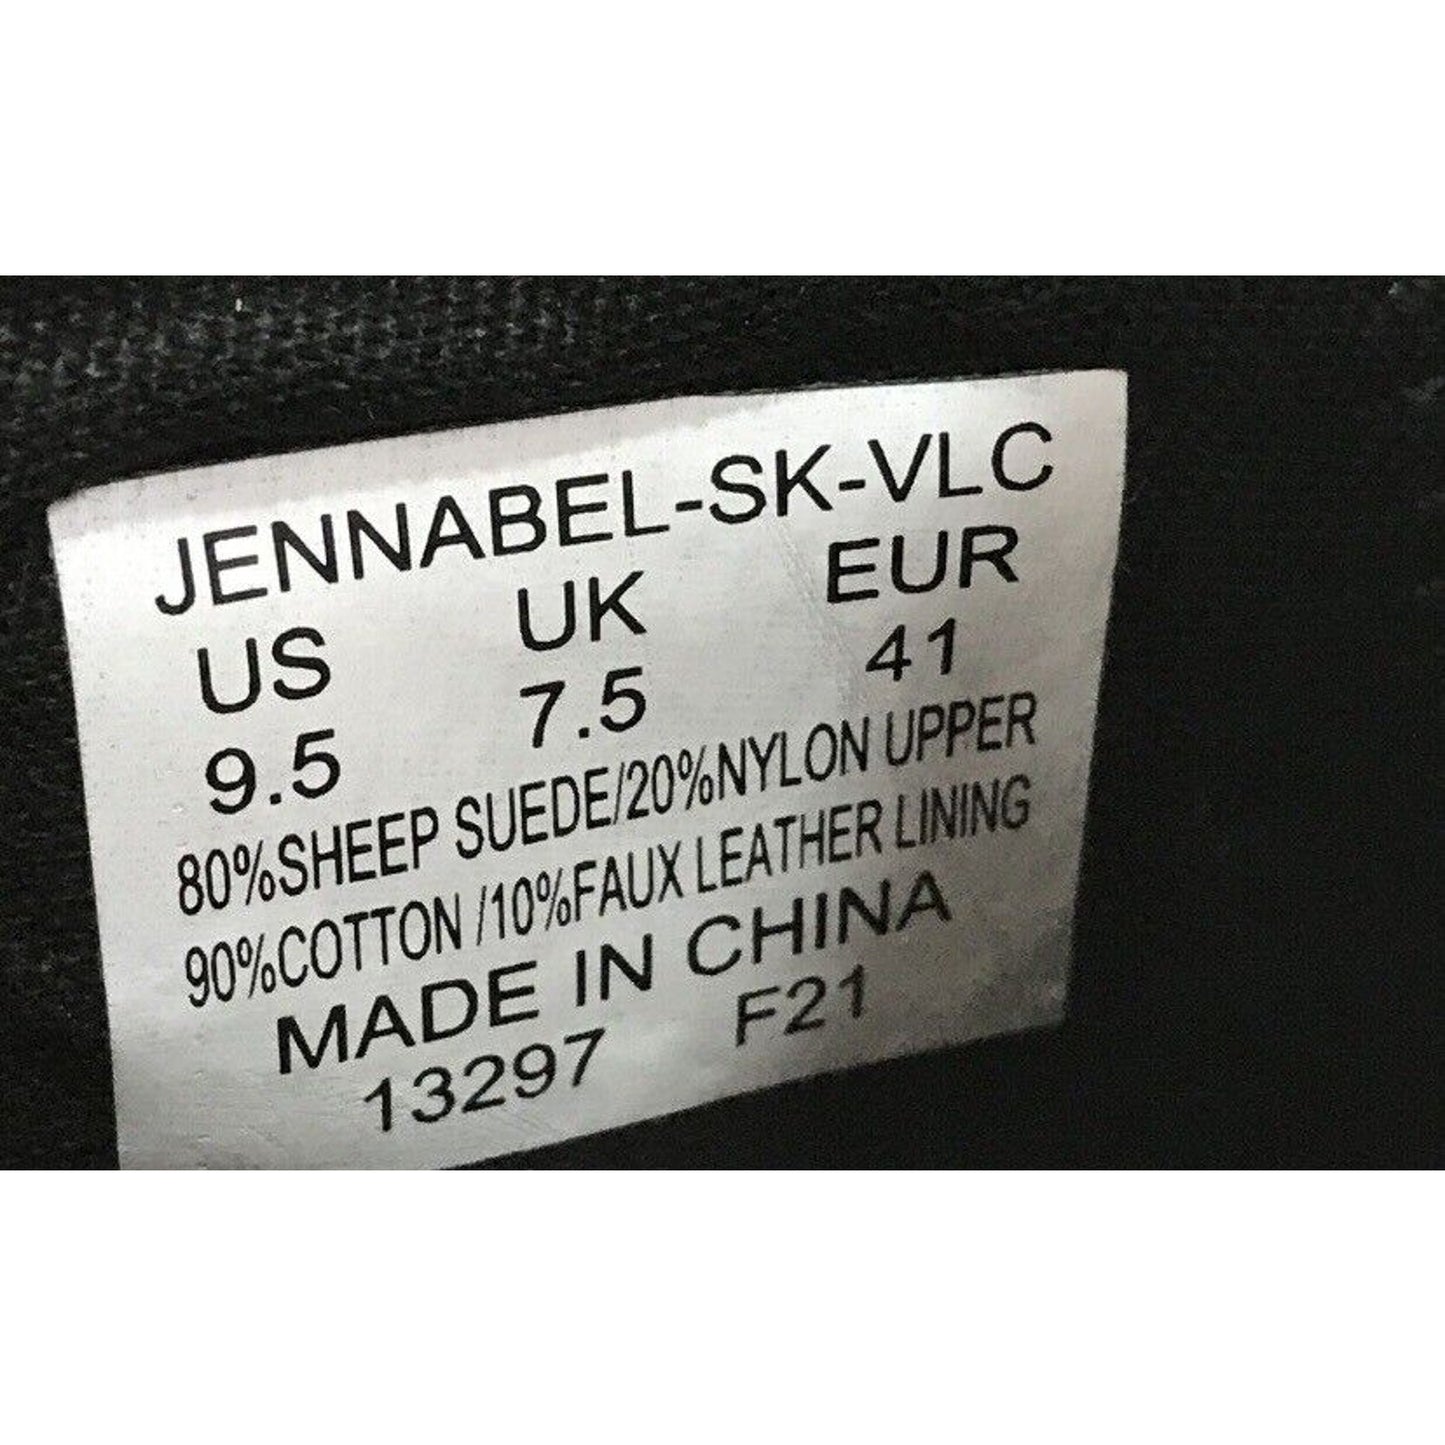 JENNABEL-SK-VLC
US UK EUR
9.5 7.5 41
80%SHEEP SUEDE/20%NYLON UPPER
90%COTTON /10%FAUX LEATHER LINING
MADE IN CHINA
13297 F21